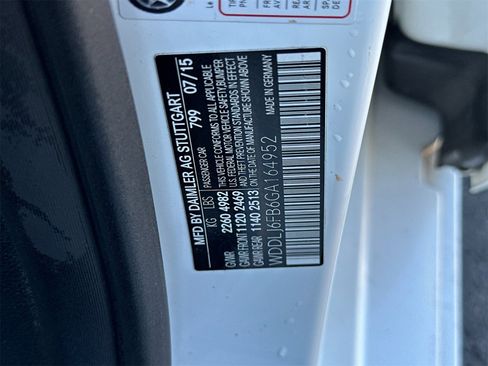 MFD BY DAIMLER AG STUTTGART
799 07/15
PASSENGER CAR
KG LBS
GVWR 2260 4982
GAWR FRONT 1120 2469
GAWR REAR 1140 2513
THIS VEHICLE CONFORMS TO ALL APPLICABLE
U.S. FEDERAL MOTOR VEHICLE SAFETY, BUMPER
AND THEFT PREVENTION STANDARDS IN EFFECT
ON THE DATE OF MANUFACTURE SHOWN ABOVE
MADE IN GERMANY
WDDLJ6FB6GA164952